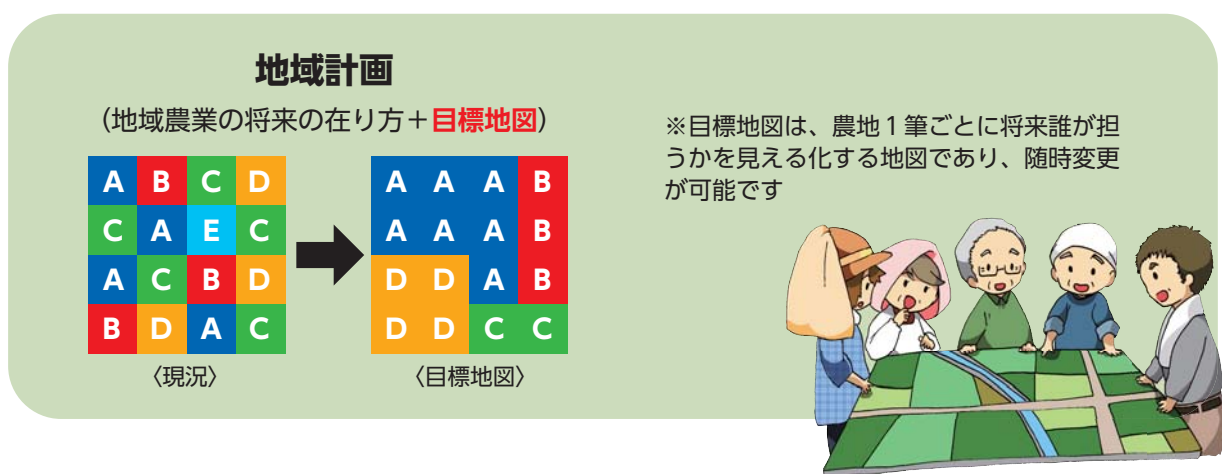 地域計画
（地域農業の将来の在り方＋目標地図）
A B C D
C A E C
A C B D
B D A C
〈現況〉
A A A B
A A A B
D D A B
D D C C
〈目標地図〉
※目標地図は、農地１筆ごとに将来誰が担
うかを見える化する地図であり、随時変更
が可能です